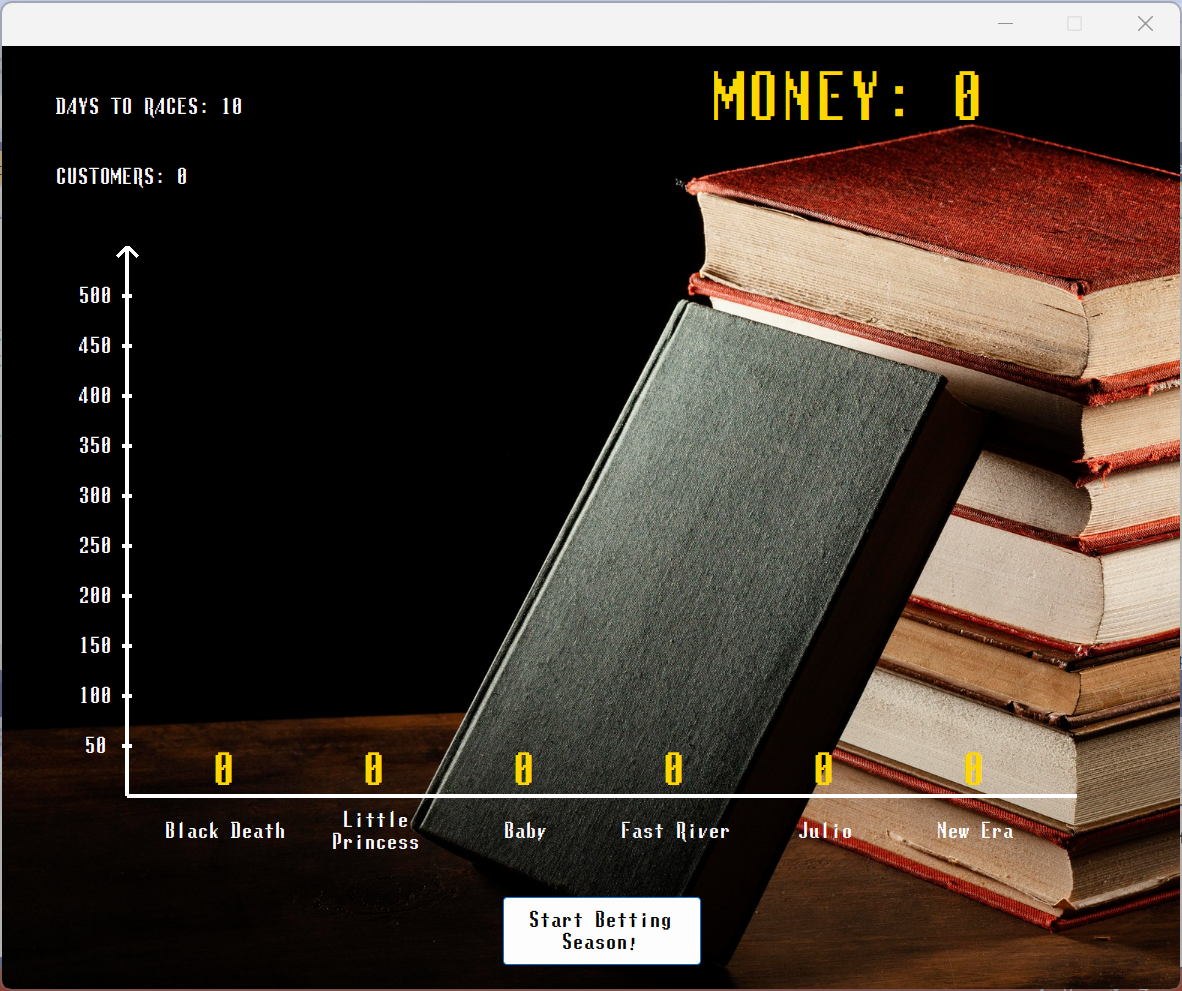 DAYS TO RACES: 10
MONEY: 0
CUSTOMERS: 0
500
450
400
350
300
250
200
150
100
50
0 0 0 0 0 0
Black Death
Little
Princess
Baby
Fast River
Julio
New Era
Start Betting
Season!